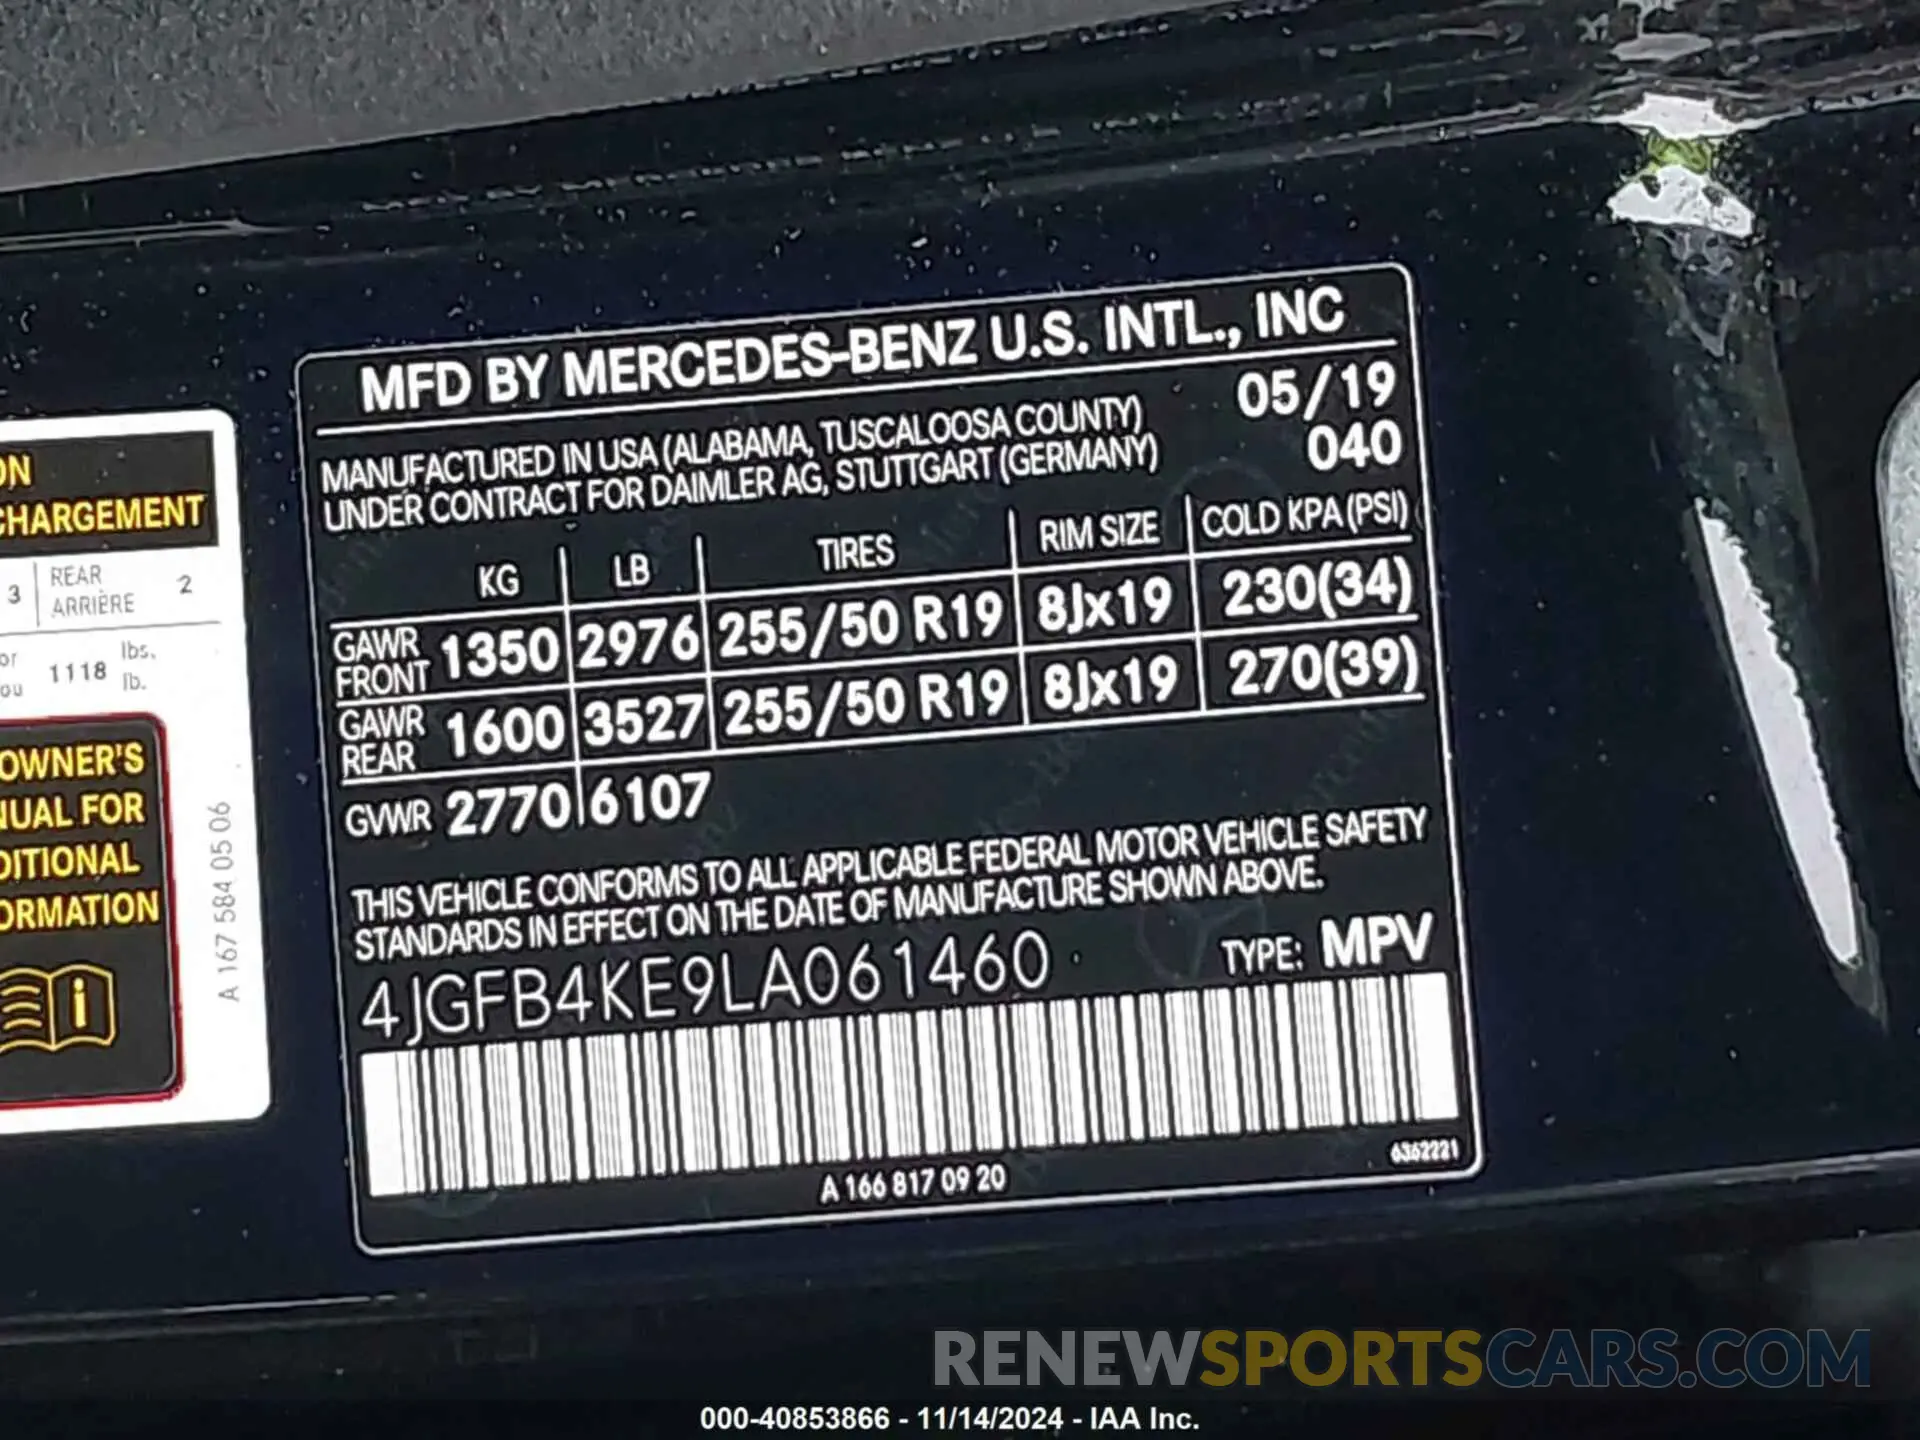 MFD BY MERCEDES-BENZ U.S. INTL., INC
MANUFACTURED IN USA (ALABAMA, TUSCALOOSA COUNTY) 05/19
UNDER CONTRACT FOR DAIMLER AG, STUTTGART (GERMANY) 040
KG LB TIRES RIM SIZE COLD KPA (PSI)
GAWR FRONT 1350 2976 255/50 R19 8Jx19 230(34)
GAWR REAR 1600 3527 255/50 R19 8Jx19 270(39)
GVWR 2770 6107
THIS VEHICLE CONFORMS TO ALL APPLICABLE FEDERAL MOTOR VEHICLE SAFETY
STANDARDS IN EFFECT ON THE DATE OF MANUFACTURE SHOWN ABOVE.
4JGFB4KE9LA061460 TYPE: MPV
A 166 817 09 20
6362221
ON
CHARGEMENT
3 REAR ARRIÈRE 2
or ou 1118 lbs. lb.
OWNER'S
NUAL FOR
DITIONAL
ORMATION
i
A 167 584 05 06
RENEWSPORTSCARS.COM
000-40853866 - 11/14/2024 - IAA Inc.